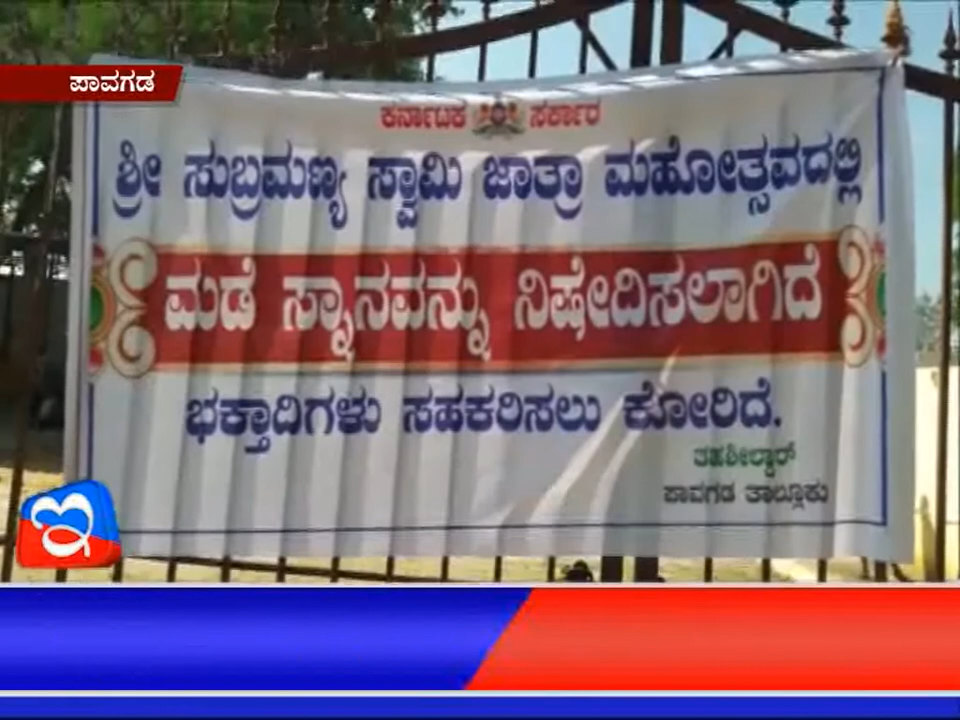 ಪಾವಗಡ
ಕರ್ನಾಟಕ ಸರ್ಕಾರ
ಶ್ರೀ ಸುಬ್ರಮಣ್ಯ ಸ್ವಾಮಿ ಜಾತ್ರಾ ಮಹೋತ್ಸವದಲ್ಲಿ
ಮಡೆ ಸ್ನಾನವನ್ನು ನಿಷೇದಿಸಲಾಗಿದೆ
ಭಕ್ತಾದಿಗಳು ಸಹಕರಿಸಲು ಕೋರಿದೆ.
ತಹಶೀಲ್ದಾರ್
ಪಾವಗಡ ತಾಲ್ಲೂಕು
ಇ